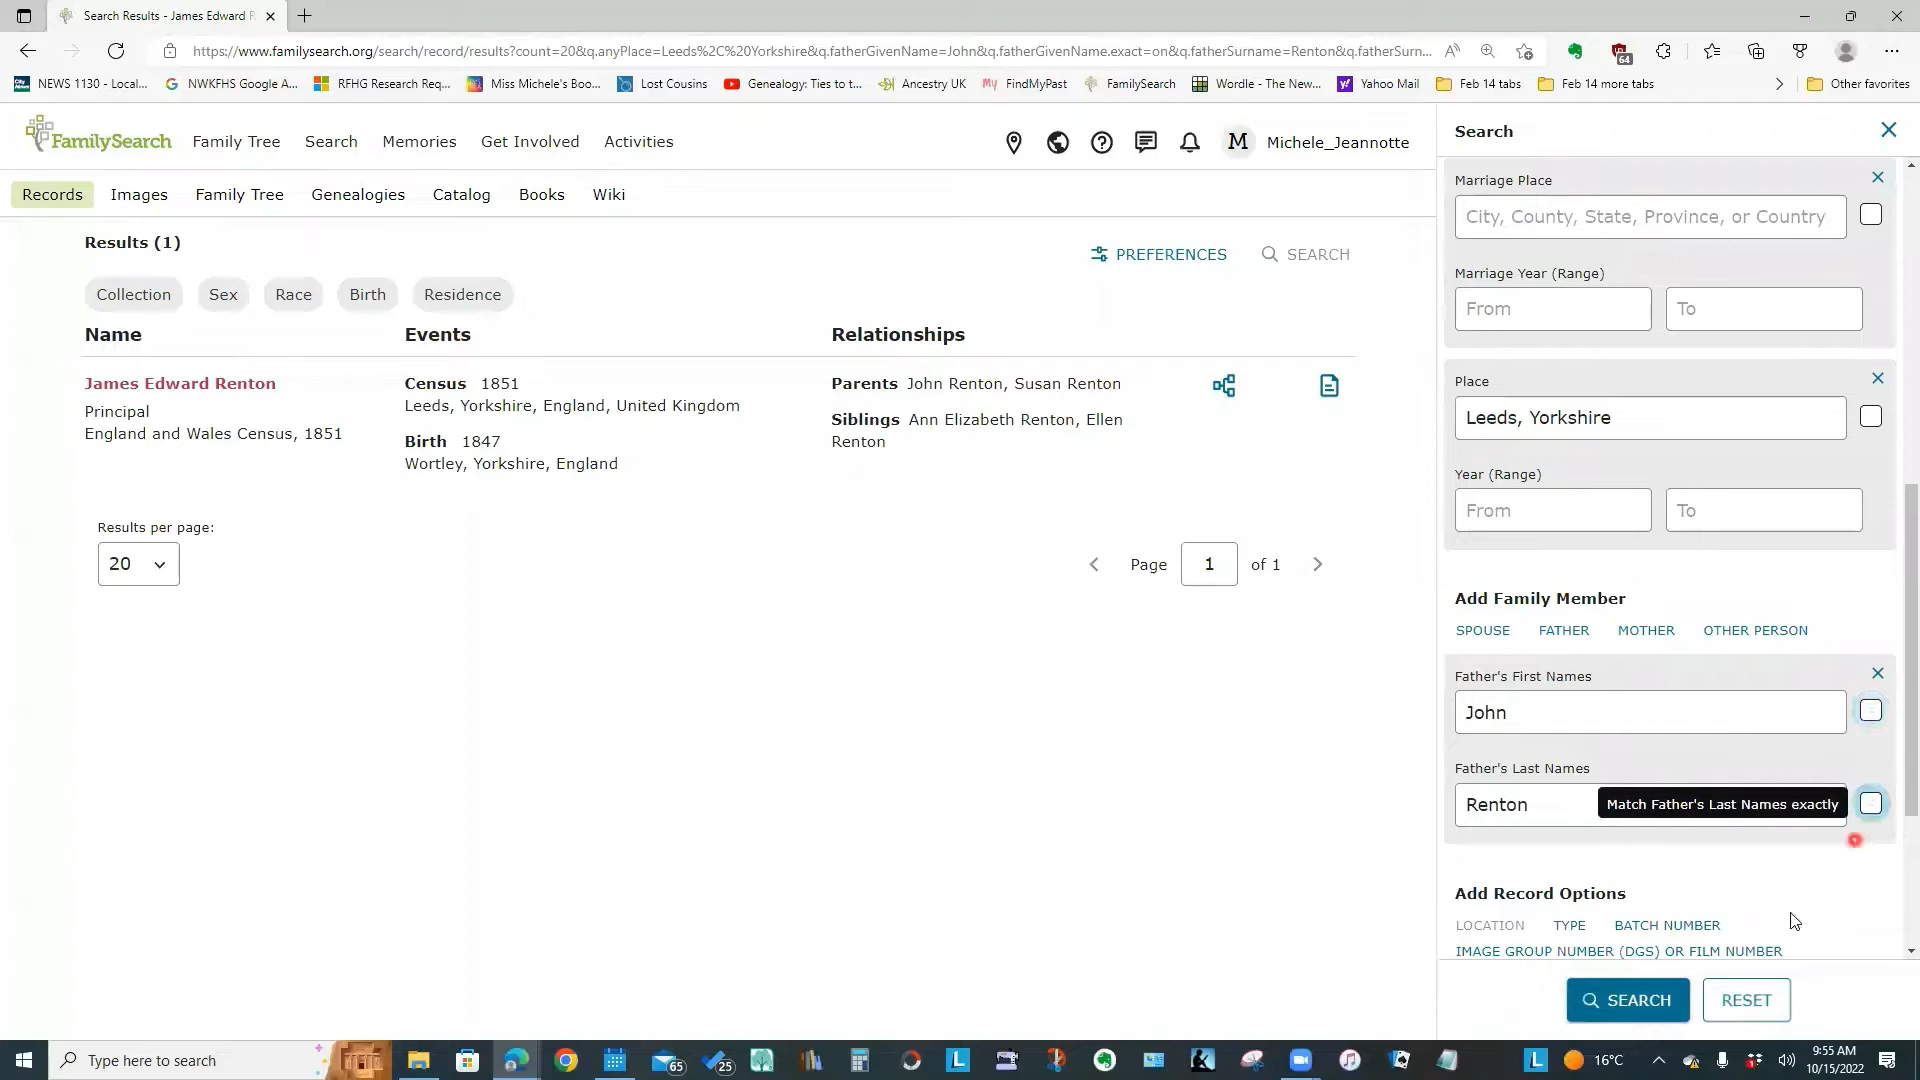 Search Results - James Edward R
https://www.familysearch.org/search/record/results?count=20&q.anyPlace=Leeds%2C%20Yorkshire&q.fatherGivenName=John&q.fatherGivenName.exact=on&q.fatherSurname=Renton&q.fatherSurn...
64
NEWS 1130 - Local... NWKFHS Google A... RFHG Research Req... Miss Michele's Boo... Lost Cousins Genealogy: Ties to t... Ancestry UK FindMyPast FamilySearch Wordle - The New... Yahoo Mail Feb 14 tabs Feb 14 more tabs Other favorites
FamilySearch Family Tree Search Memories Get Involved Activities M Michele_Jeannotte
Records Images Family Tree Genealogies Catalog Books Wiki
Results (1)
PREFERENCES SEARCH
Collection Sex Race Birth Residence
Name Events Relationships
James Edward Renton
Principal
England and Wales Census, 1851
Census 1851
Leeds, Yorkshire, England, United Kingdom
Birth 1847
Wortley, Yorkshire, England
Parents John Renton, Susan Renton
Siblings Ann Elizabeth Renton, Ellen
Renton
Results per page:
20
Page 1 of 1
Search
Marriage Place
City, County, State, Province, or Country
Marriage Year (Range)
From To
Place
Leeds, Yorkshire
Year (Range)
From To
Add Family Member
SPOUSE FATHER MOTHER OTHER PERSON
Father's First Names
John
Father's Last Names
Renton Match Father's Last Names exactly
Add Record Options
LOCATION TYPE BATCH NUMBER
IMAGE GROUP NUMBER (DGS) OR FILM NUMBER
SEARCH RESET
Type here to search 65 25 L L 16°C 9:55 AM
10/15/2022